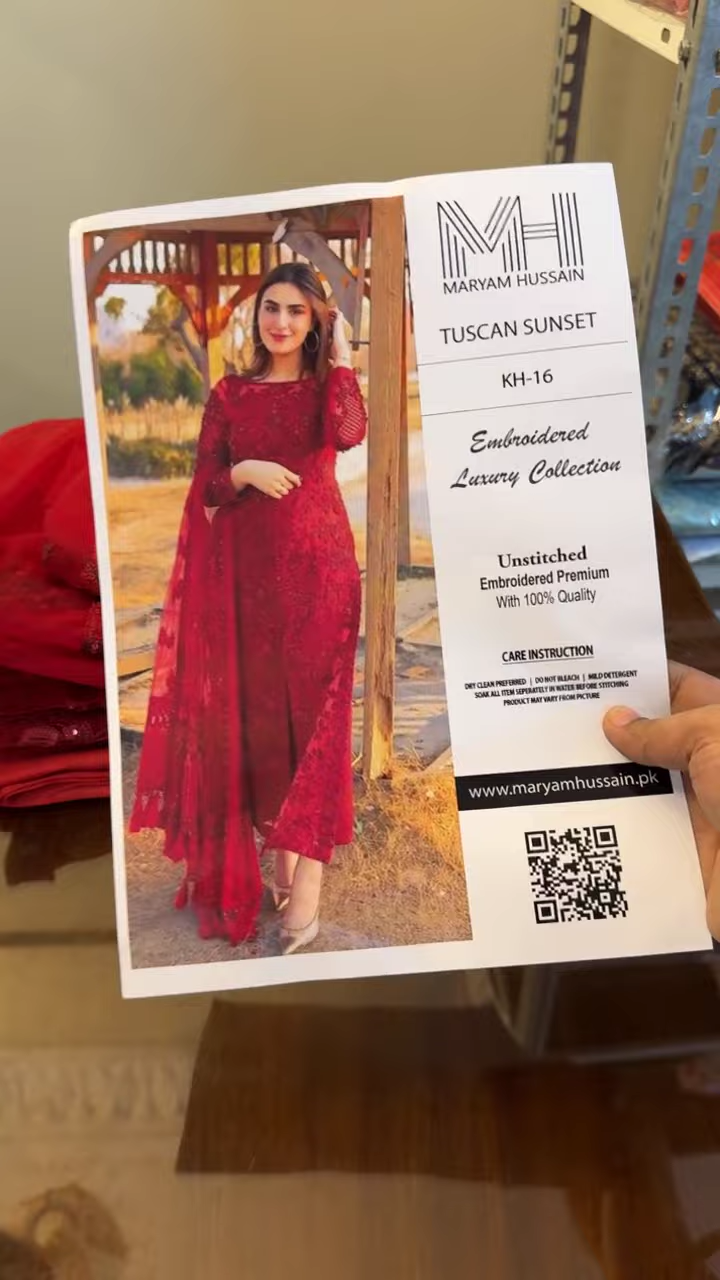 MH
MARYAM HUSSAIN
TUSCAN SUNSET
KH-16
Embroidered
Luxury Collection
Unstitched
Embroidered Premium
With 100% Quality
CARE INSTRUCTION
DRY CLEAN PREFERRED | DO NOT BLEACH | MILD DETERGENT
SOAK ALL ITEM SEPERATELY IN WATER BEFORE STITCHING
PRODUCT MAY VARY FROM PICTURE
www.maryamhussain.pk